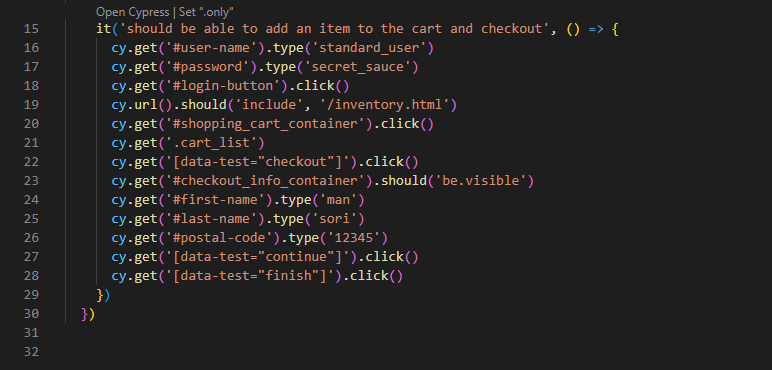 Open Cypress | Set ".only"
15 it('should be able to add an item to the cart and checkout', () => {
16 cy.get('#user-name').type('standard_user')
17 cy.get('#password').type('secret_sauce')
18 cy.get('#login-button').click()
19 cy.url().should('include', '/inventory.html')
20 cy.get('#shopping_cart_container').click()
21 cy.get('.cart_list')
22 cy.get('[data-test="checkout"]').click()
23 cy.get('#checkout_info_container').should('be.visible')
24 cy.get('#first-name').type('man')
25 cy.get('#last-name').type('sori')
26 cy.get('#postal-code').type('12345')
27 cy.get('[data-test="continue"]').click()
28 cy.get('[data-test="finish"]').click()
29 })
30 })
31
32